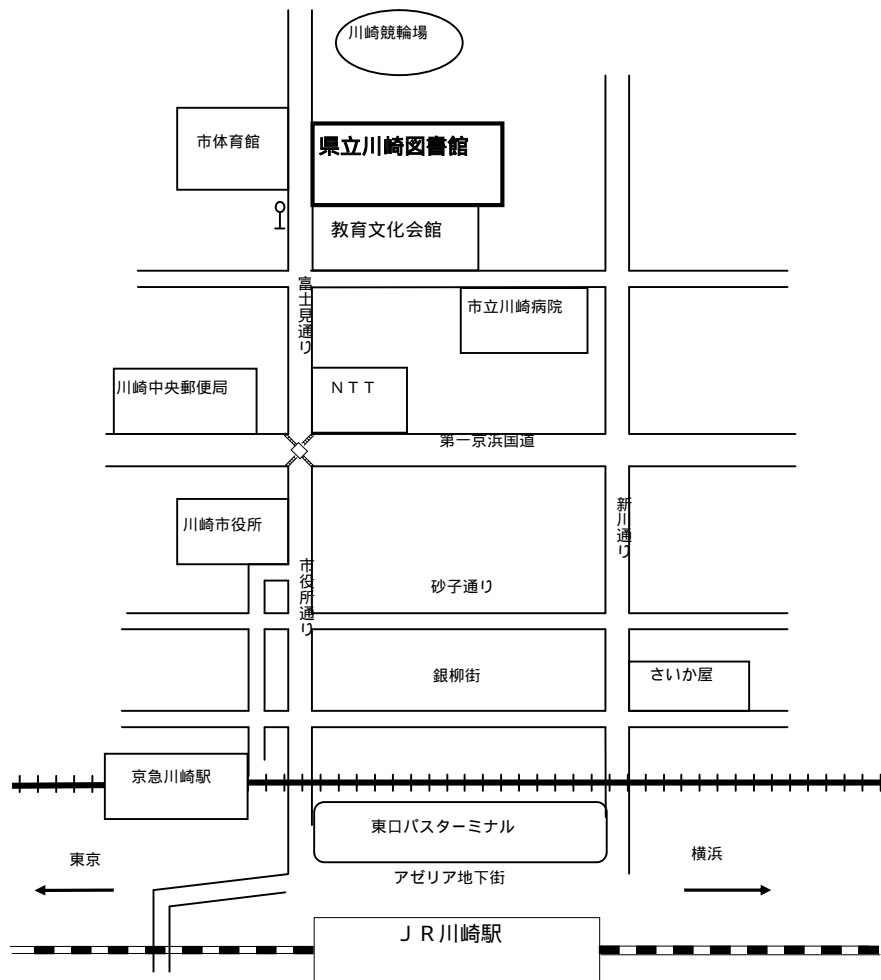 川崎競輪場
市体育館
県立川崎図書館
教育文化会館
富士見通り
市立川崎病院
川崎中央郵便局
ＮＴＴ
第一京浜国道
川崎市役所
新川通り
市役所通り
砂子通り
銀柳街
さいか屋
京急川崎駅
東口バスターミナル
東京
横浜
アゼリア地下街
ＪＲ川崎駅